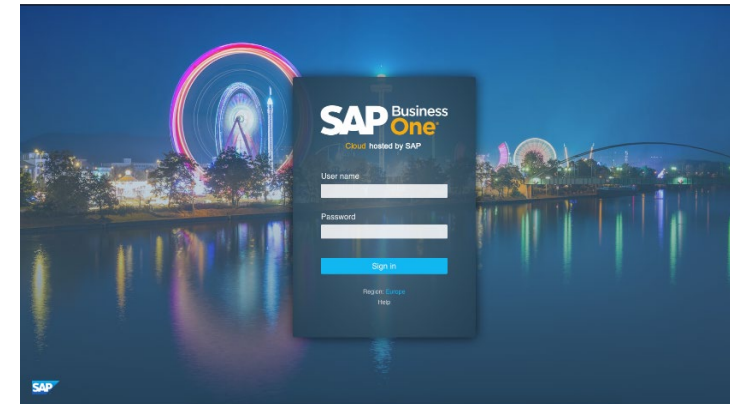 SAP Business One
Cloud hosted by SAP
User name
Password
Sign in
Region: Europe
Help
SAP